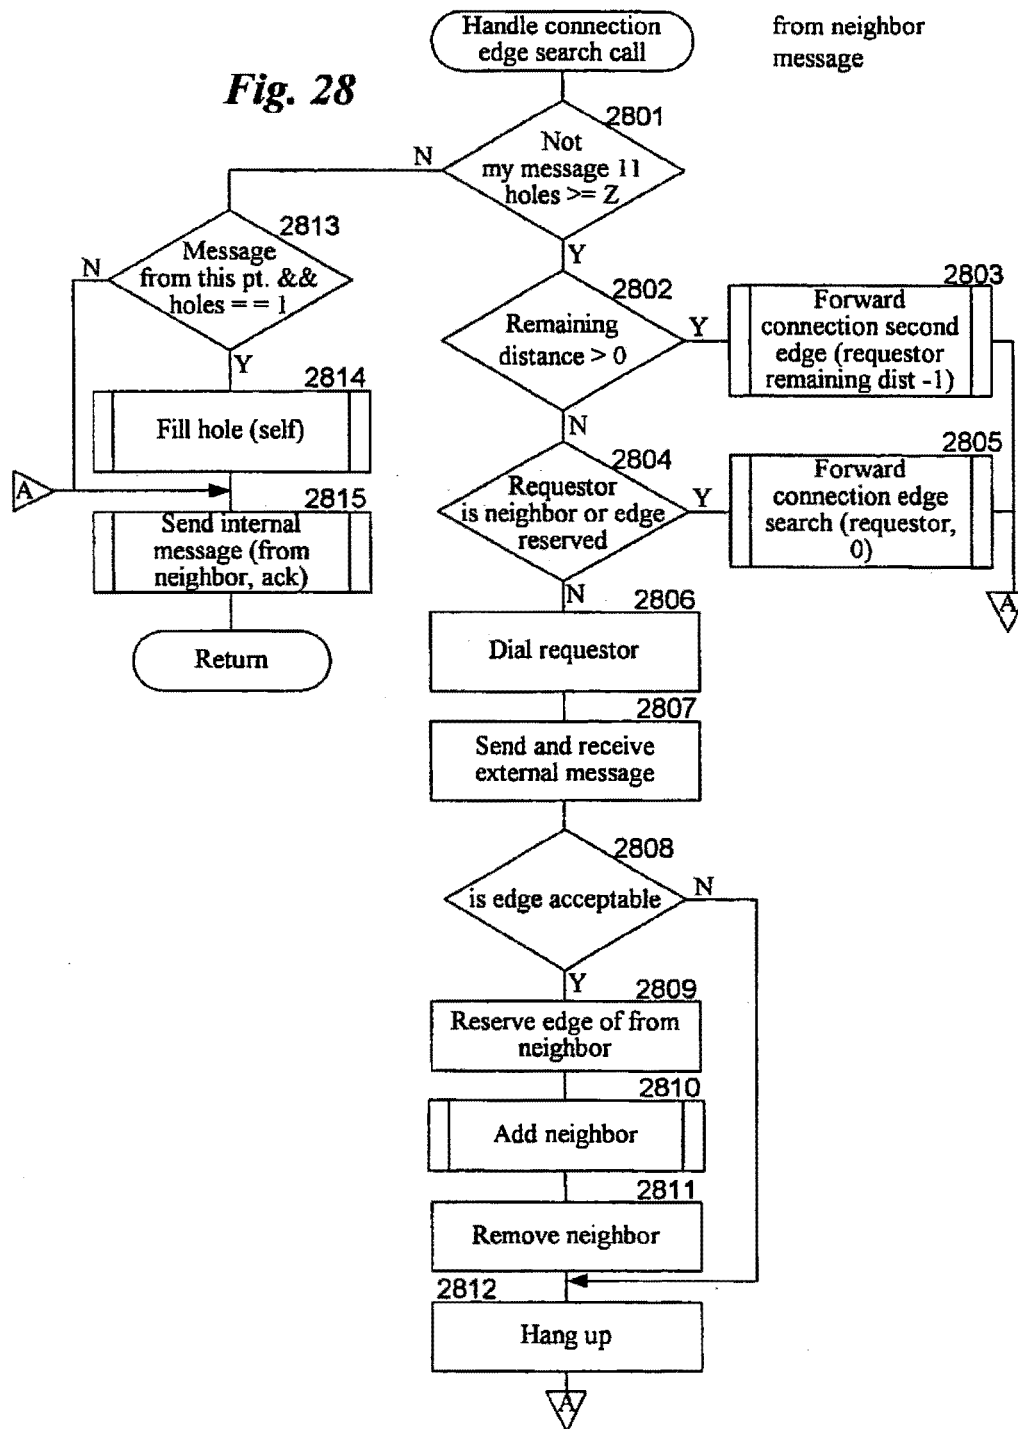 Handle connection
edge search call
from neighbor
message
Fig. 28
2801
Not
my message 11
holes >= Z
N
Y
2813
Message
from this pt. &&
holes = = 1
N
Y
2802
Remaining
distance > 0
Y
N
2803
Forward
connection second
edge (requestor
remaining dist -1)
2814
Fill hole (self)
2804
Requestor
is neighbor or edge
reserved
Y
N
2805
Forward
connection edge
search (requestor,
0)
A
A
2815
Send internal
message (from
neighbor, ack)
Return
2806
Dial requestor
2807
Send and receive
external message
2808
is edge acceptable
N
Y
2809
Reserve edge of from
neighbor
2810
Add neighbor
2811
Remove neighbor
2812
Hang up
A